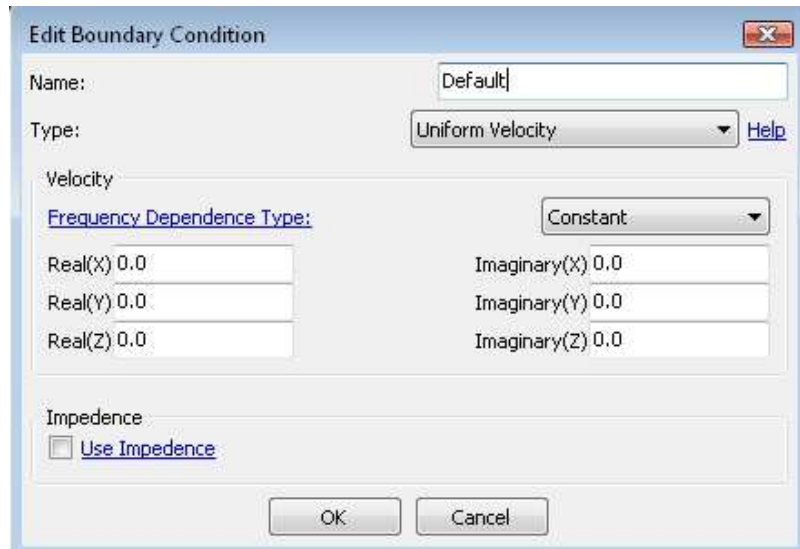 Edit Boundary Condition
Name: Default
Type: Uniform Velocity Help
Velocity
Frequency Dependence Type: Constant
Real(X) 0.0 Imaginary(X) 0.0
Real(Y) 0.0 Imaginary(Y) 0.0
Real(Z) 0.0 Imaginary(Z) 0.0
Impedence
Use Impedence
OK Cancel